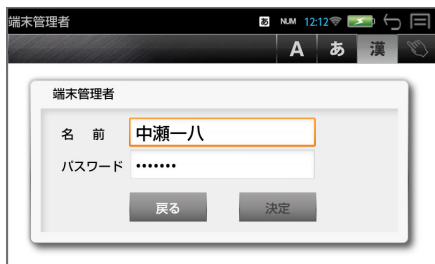 端末管理者
あ NUM 12:12
A あ 漢
端末管理者
名 前 中瀬一八
パスワード •••••••
戻る 決定